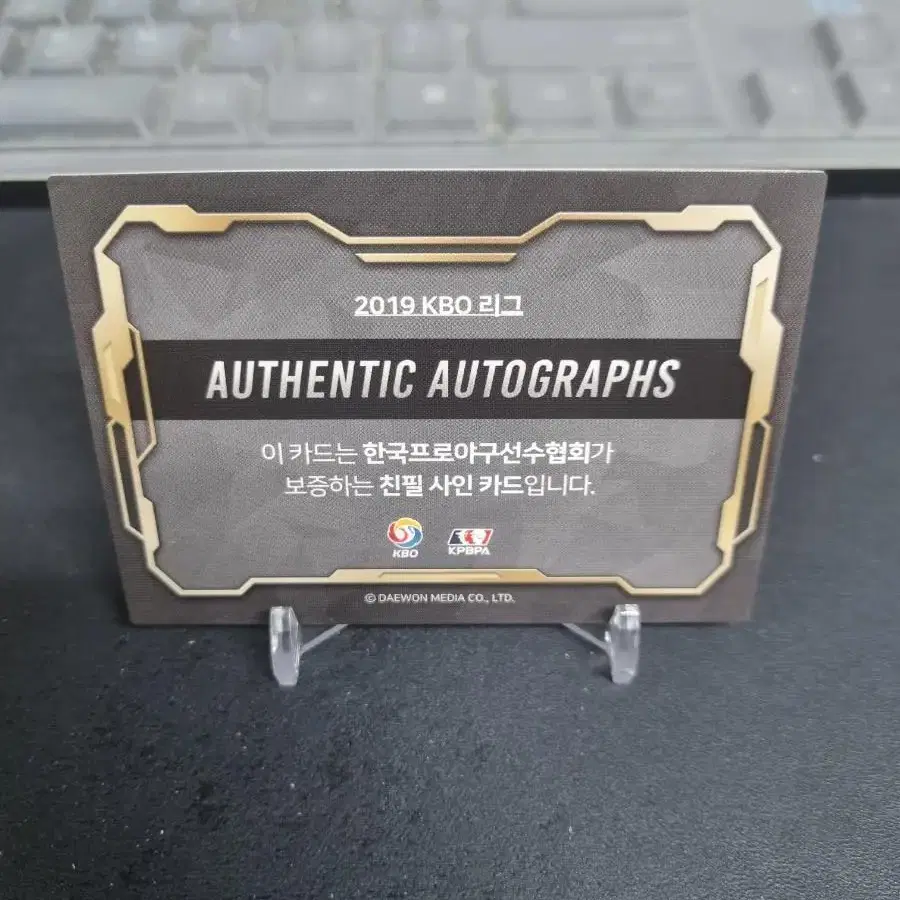 2019 KBO 리그
AUTHENTIC AUTOGRAPHS
이 카드는 한국프로야구선수협회가
보증하는 친필 사인 카드입니다.
KBO KPBPA
© DAEWON MEDIA CO., LTD.